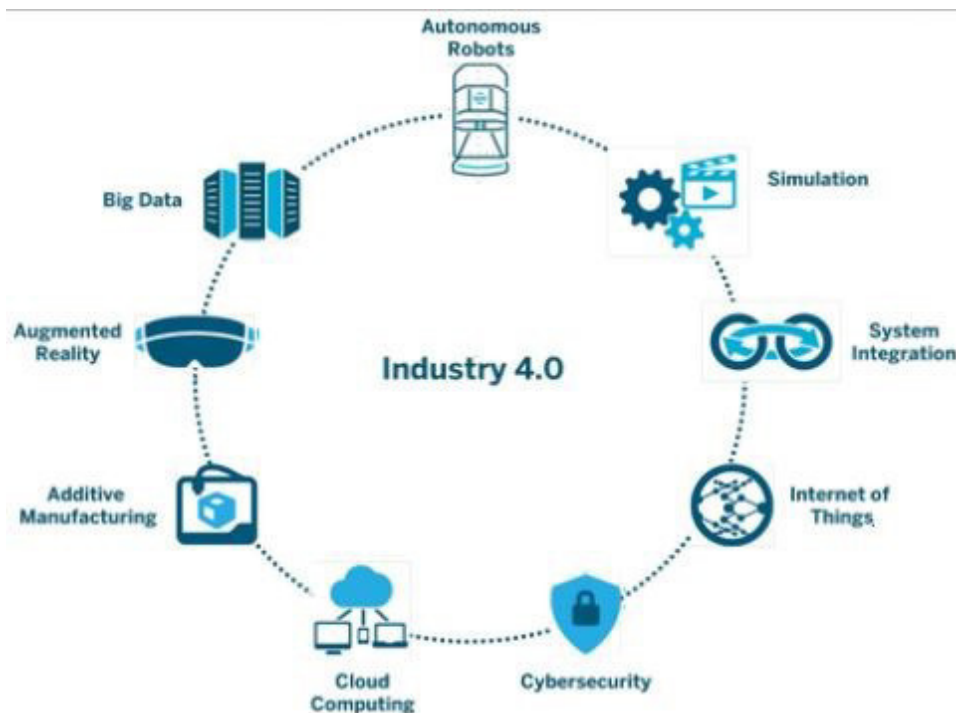 Autonomous
Robots
Simulation
Big Data
Augmented
Reality
System
Integration
Industry 4.0
Additive
Manufacturing
Internet of
Things
Cloud
Computing
Cybersecurity